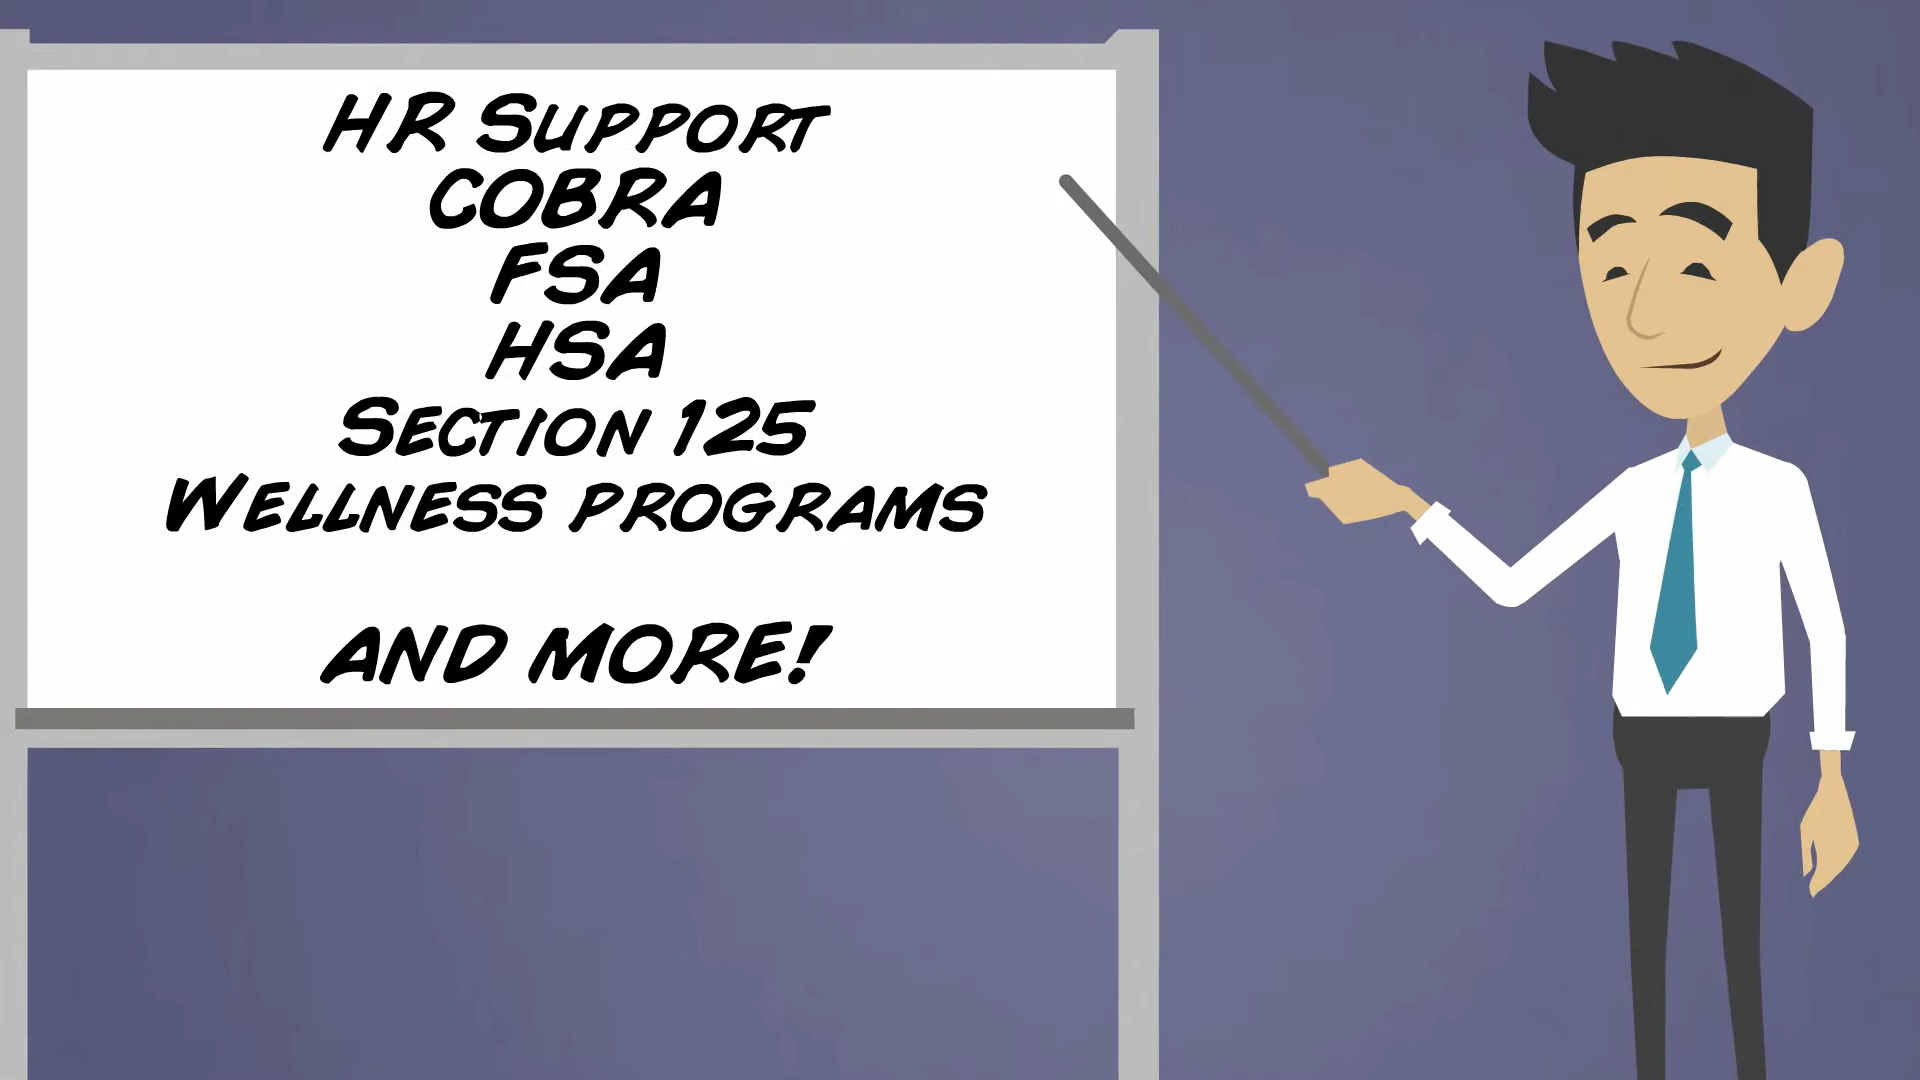 HR Support
COBRA
FSA
HSA
Section 125
Wellness programs
AND MORE!